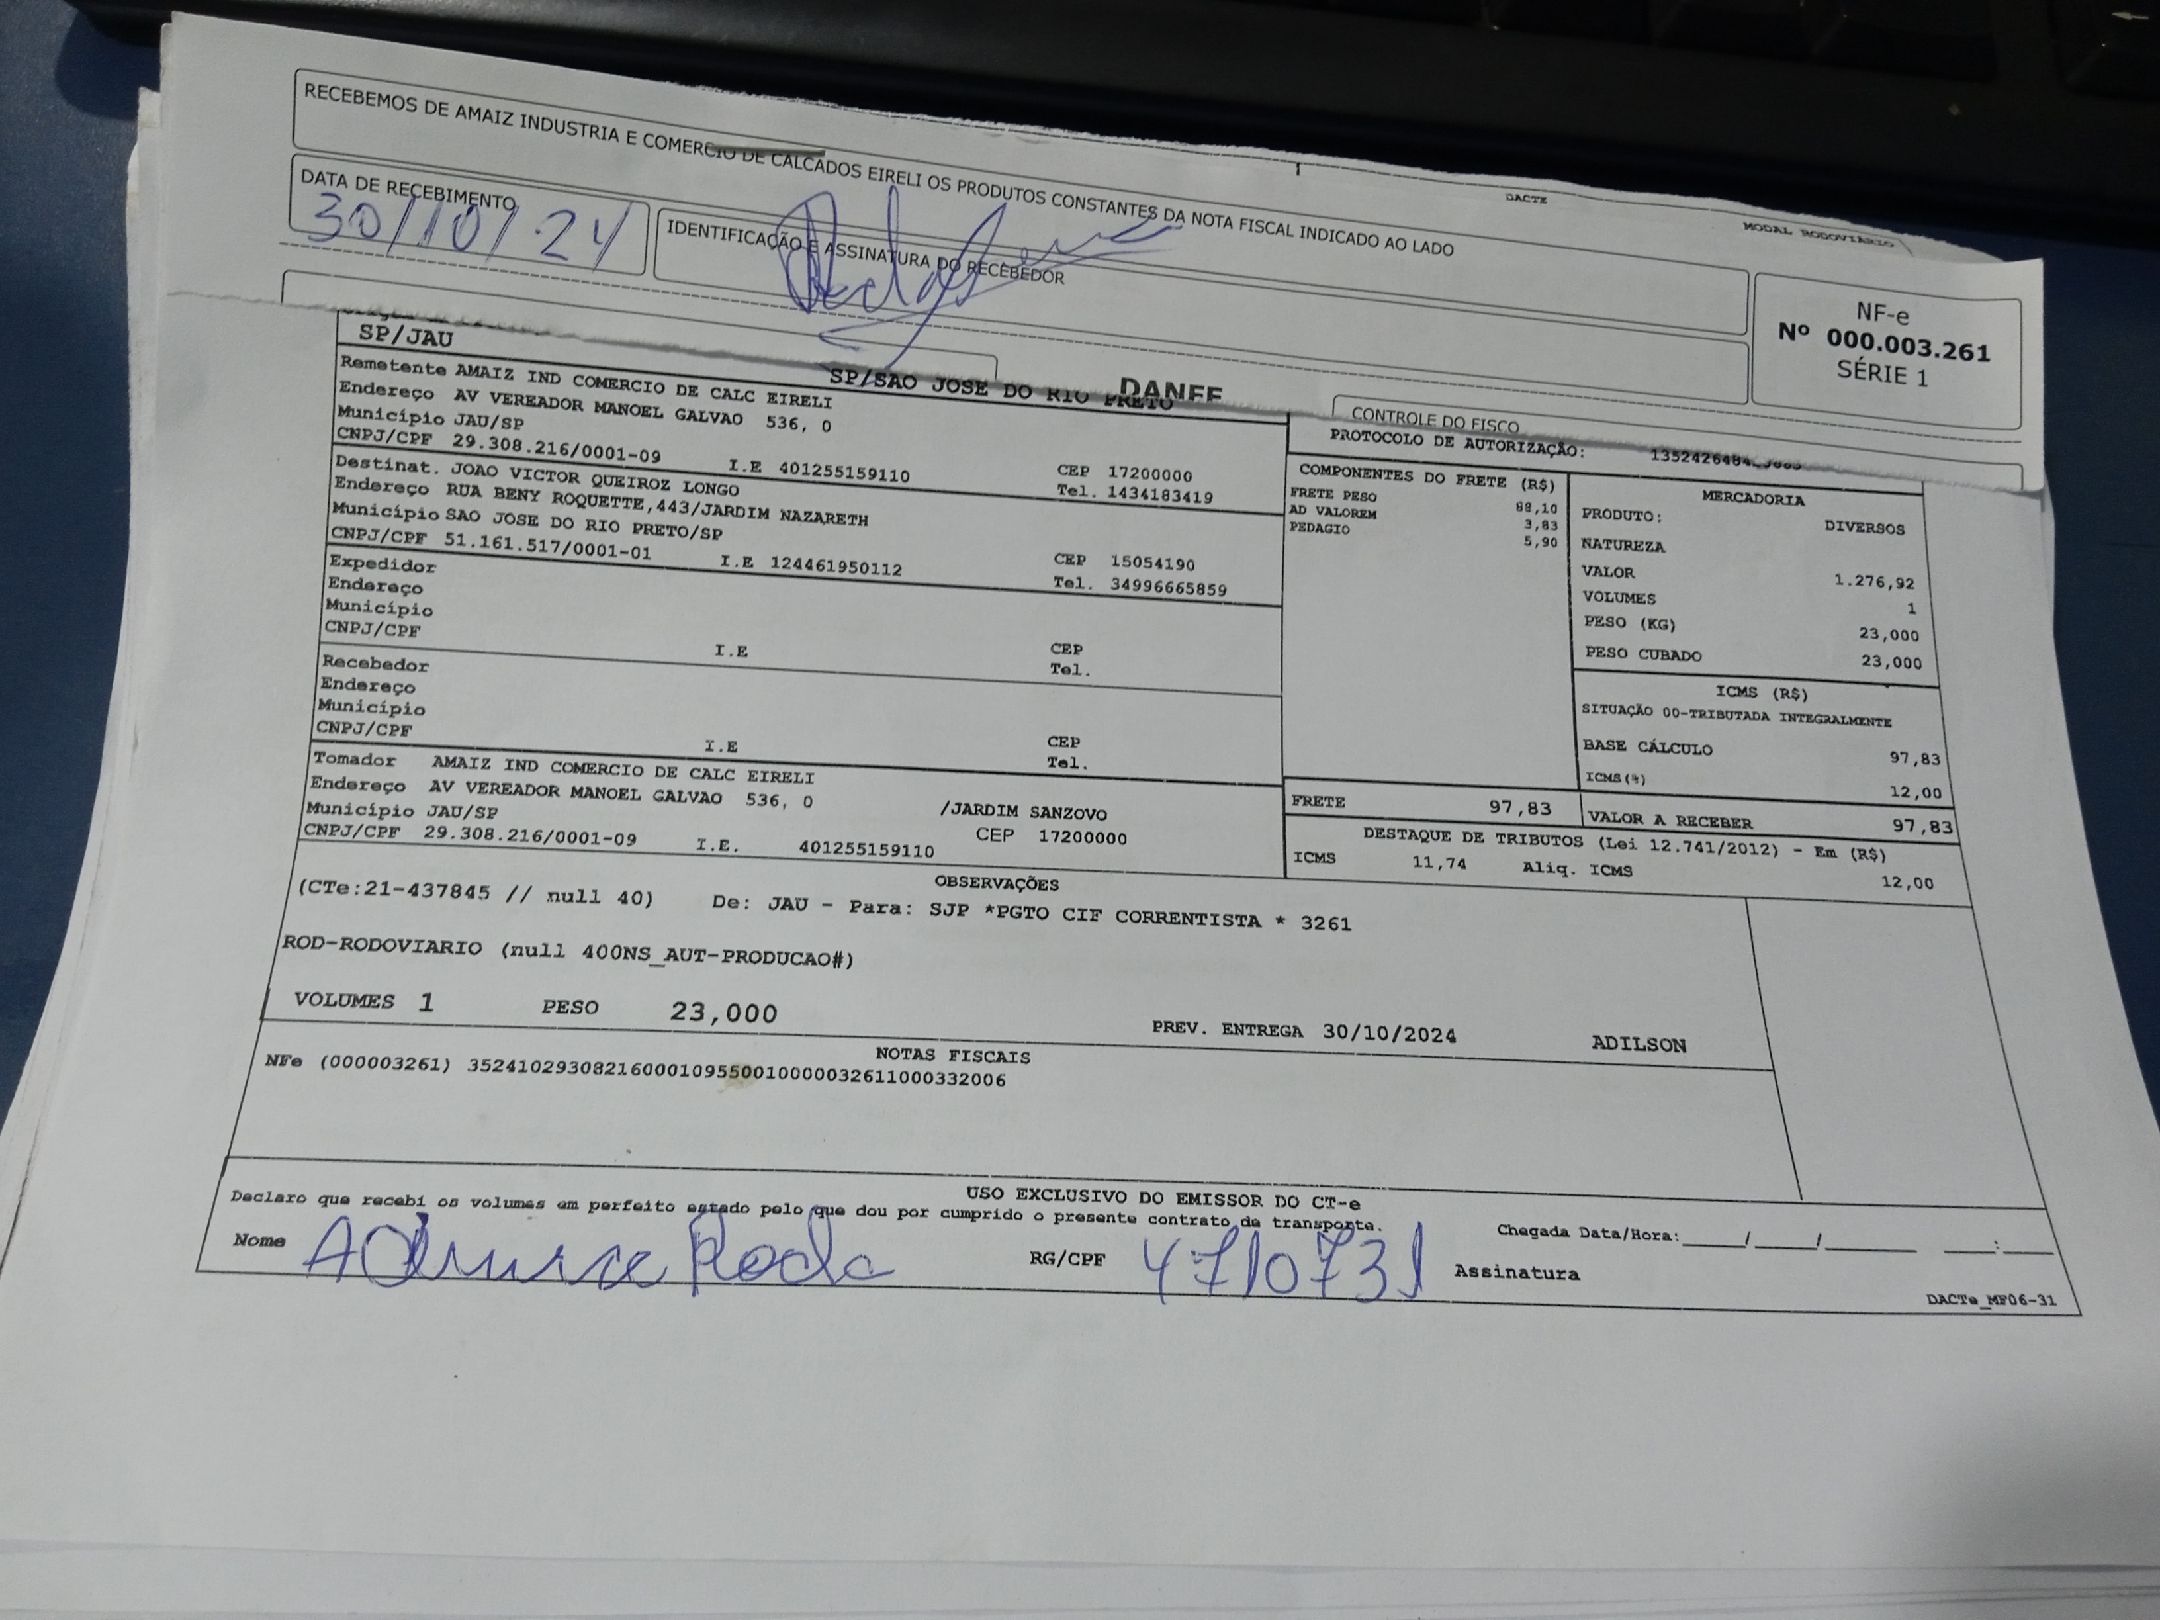 DACTE
MODAL RODOVIÁRIO
RECEBEMOS DE AMAIZ INDUSTRIA E COMERCIO DE CALCADOS EIRELI OS PRODUTOS CONSTANTES DA NOTA FISCAL INDICADO AO LADO
DATA DE RECEBIMENTO
30/10/24
IDENTIFICAÇÃO E ASSINATURA DO RECEBEDOR
NF-e
Nº 000.003.261
SÉRIE 1
DANFE
CONTROLE DO FISCO
SP/JAU
SP/SAO JOSE DO RIO PRETO
PROTOCOLO DE AUTORIZAÇÃO:
Remetente AMAIZ IND COMERCIO DE CALC EIRELI
Endereço AV VEREADOR MANOEL GALVAO 536, 0
Município JAU/SP CEP 17200000
CNPJ/CPF 29.308.216/0001-09 I.E 401255159110 Tel. 1434183419
Destinat. JOAO VICTOR QUEIROZ LONGO
Endereço RUA BENY ROQUETTE,443/JARDIM NAZARETH
Município SAO JOSE DO RIO PRETO/SP CEP 15054190
CNPJ/CPF 51.161.517/0001-01 I.E 124461950112 Tel. 34996665859
Expedidor
Endereço
Município CEP
CNPJ/CPF I.E Tel.
Recebedor
Endereço
Município CEP
CNPJ/CPF I.E Tel.
Tomador AMAIZ IND COMERCIO DE CALC EIRELI
Endereço AV VEREADOR MANOEL GALVAO 536, 0 /JARDIM SANZOVO
Município JAU/SP CEP 17200000
CNPJ/CPF 29.308.216/0001-09 I.E. 401255159110
COMPONENTES DO FRETE (R$)
FRETE PESO 88,10
AD VALOREM 3,83
PEDAGIO 5,90
MERCADORIA
PRODUTO: DIVERSOS
NATUREZA
VALOR 1.276,92
VOLUMES 1
PESO (KG) 23,000
PESO CUBADO 23,000
ICMS (R$)
SITUAÇÃO 00-TRIBUTADA INTEGRALMENTE
BASE CÁLCULO 97,83
ICMS(%) 12,00
FRETE 97,83 VALOR A RECEBER 97,83
DESTAQUE DE TRIBUTOS (Lei 12.741/2012) - Em (R$)
ICMS 11,74 Aliq. ICMS 12,00
OBSERVAÇÕES
(CTe:21-437845 // null 40) De: JAU - Para: SJP *PGTO CIF CORRENTISTA * 3261
ROD-RODOVIARIO (null 400NS_AUT-PRODUCAO#)
VOLUMES 1 PESO 23,000 PREV. ENTREGA 30/10/2024 ADILSON
NOTAS FISCAIS
NFe (000003261) 35241029308216000109550010000032611000332006
USO EXCLUSIVO DO EMISSOR DO CT-e
Declaro que recebi os volumes em perfeito estado pelo que dou por cumprido o presente contrato de transporte.
Chegada Data/Hora:____/____/______ ___:___
Nome RG/CPF 4710731 Assinatura
DACTe_MF06-31